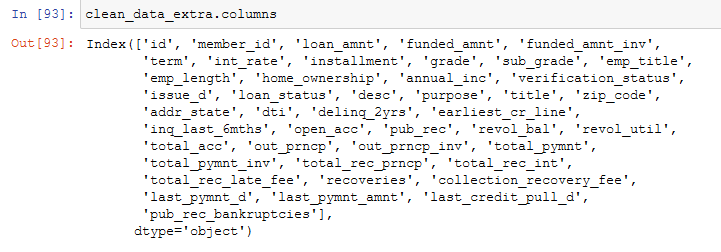 In [93]: clean_data_extra.columns
Out[93]: Index(['id', 'member_id', 'loan_amnt', 'funded_amnt', 'funded_amnt_inv',
'term', 'int_rate', 'installment', 'grade', 'sub_grade', 'emp_title',
'emp_length', 'home_ownership', 'annual_inc', 'verification_status',
'issue_d', 'loan_status', 'desc', 'purpose', 'title', 'zip_code',
'addr_state', 'dti', 'delinq_2yrs', 'earliest_cr_line',
'inq_last_6mths', 'open_acc', 'pub_rec', 'revol_bal', 'revol_util',
'total_acc', 'out_prncp', 'out_prncp_inv', 'total_pymnt',
'total_pymnt_inv', 'total_rec_prncp', 'total_rec_int',
'total_rec_late_fee', 'recoveries', 'collection_recovery_fee',
'last_pymnt_d', 'last_pymnt_amnt', 'last_credit_pull_d',
'pub_rec_bankruptcies'],
dtype='object')